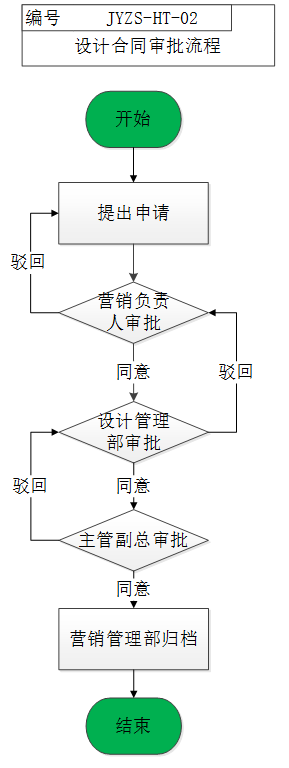 编号 JYZS-HT-02
设计合同审批流程
开始
提出申请
驳回
营销负责
人审批
同意
驳回
设计管理
部审批
驳回
同意
主管副总审批
同意
营销管理部归档
结束